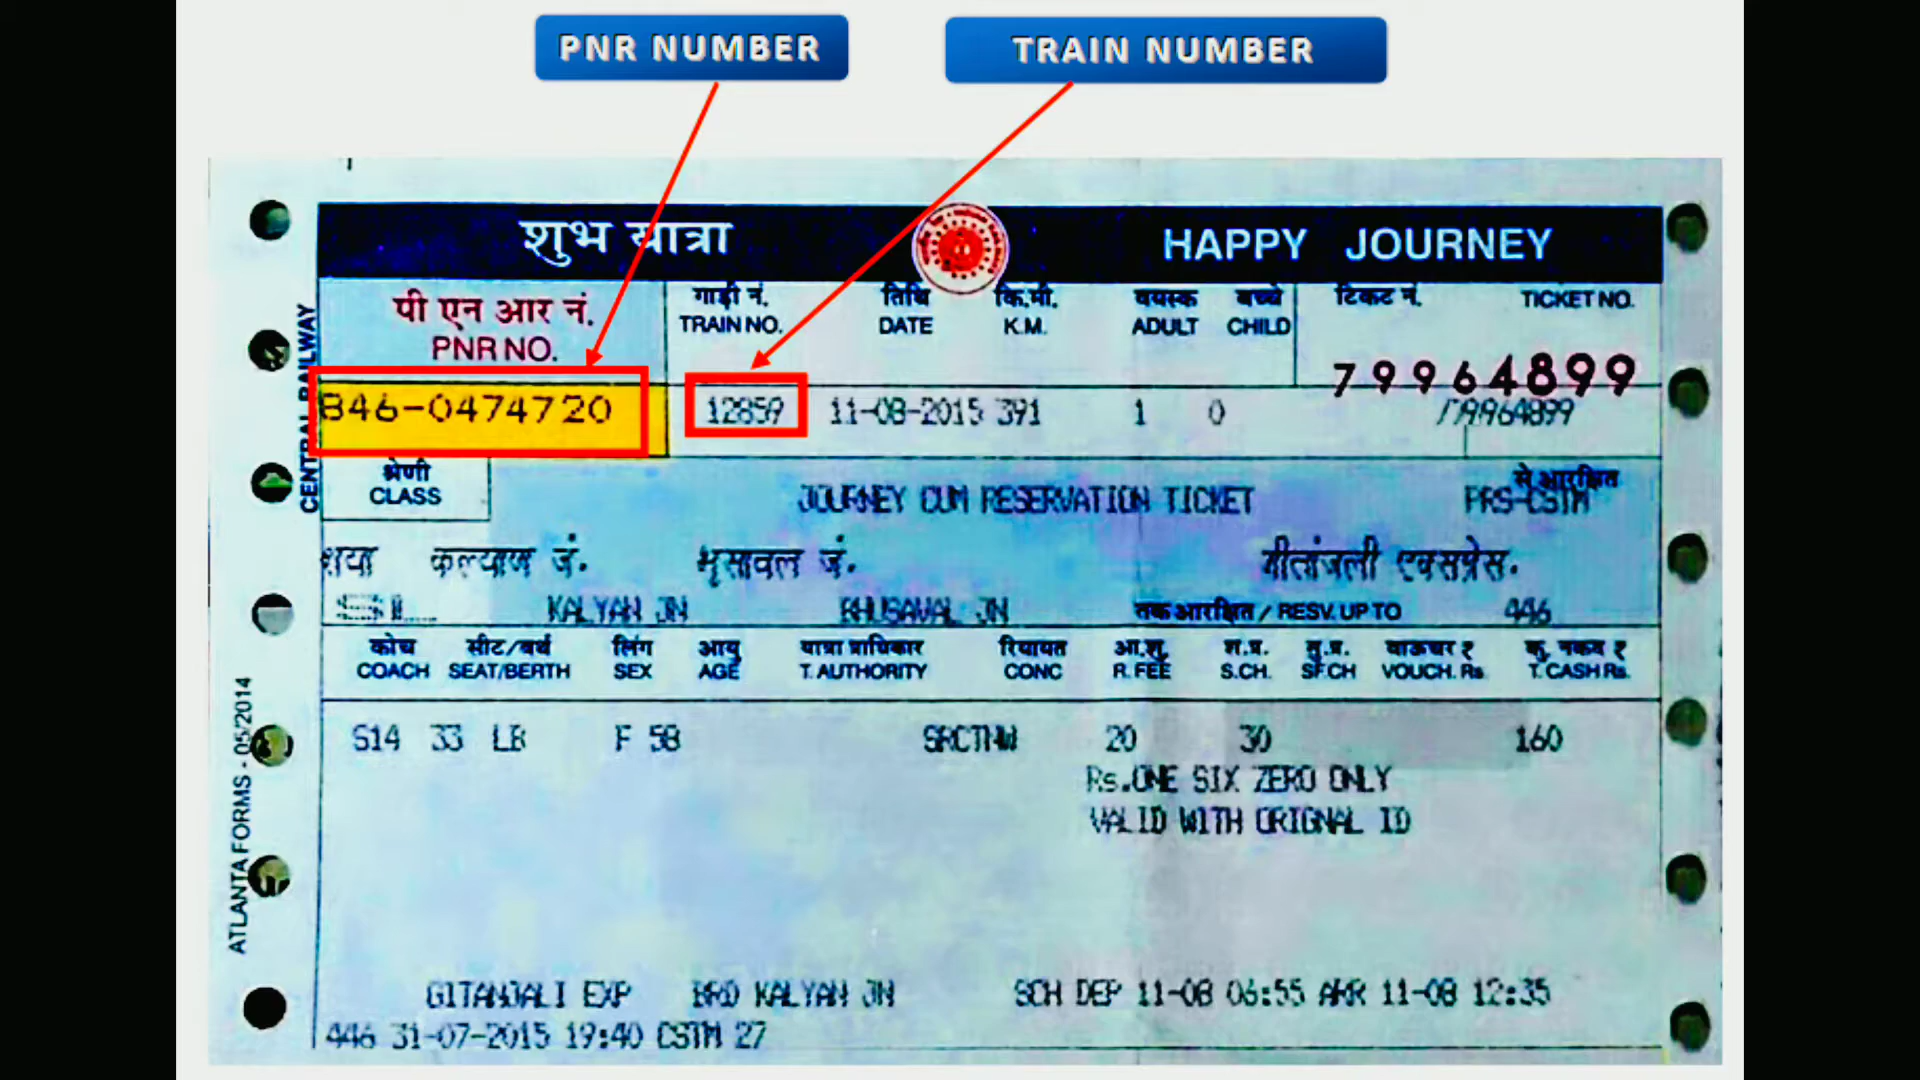 PNR NUMBER TRAIN NUMBER
शुभ यात्रा HAPPY JOURNEY
पी एन आर नं. गाड़ी नं. तिथि कि.मी. वयस्क बच्चे टिकट नं. TICKET NO.
PNR NO. TRAIN NO. DATE K.M. ADULT CHILD
79964899
846-0474720 12859 11-08-2015 391 1 0 79964899
CENTRAL RAILWAY
श्रेणी से आरक्षित
CLASS JOURNEY CUM RESERVATION TICKET PRS-CSTM
शया कल्याण जं. भुसावल जं. गीतांजली एक्सप्रेस.
SL KALYAN JN BHUSAVAL JN तक आरक्षित / RESV. UP TO 446
कोच सीट/बर्थ लिंग आयु यात्रा प्राधिकार रियायत आ.शु. श.प्र. सु.प्र. वाऊचर ₹ कु. नकद ₹
COACH SEAT/BERTH SEX AGE T. AUTHORITY CONC R. FEE S.CH. SF.CH VOUCH. Rs. T. CASH Rs.
S14 33 LB F 58 SRCTNW 20 30 160
Rs.ONE SIX ZERO ONLY
VALID WITH ORIGNAL ID
ATLANTA FORMS - 05/2014
GITANJALI EXP BRD KALYAN JN SCH DEP 11-08 06:55 ARR 11-08 12:35
446 31-07-2015 19:40 CSTM 27